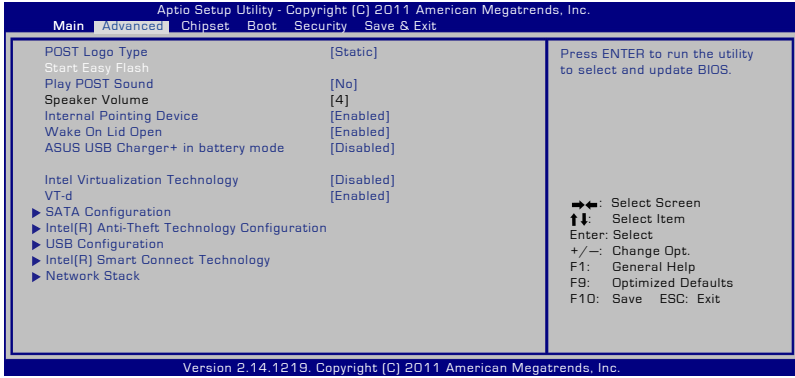 Aptio Setup Utility - Copyright (C) 2011 American Megatrends, Inc.
Main Advanced Chipset Boot Security Save & Exit
POST Logo Type [Static]
Start Easy Flash
Play POST Sound [No]
Speaker Volume [4]
Internal Pointing Device [Enabled]
Wake On Lid Open [Enabled]
ASUS USB Charger+ in battery mode [Disabled]
Intel Virtualization Technology [Disabled]
VT-d [Enabled]
SATA Configuration
Intel(R) Anti-Theft Technology Configuration
USB Configuration
Intel(R) Smart Connect Technology
Network Stack
Press ENTER to run the utility
to select and update BIOS.
→←: Select Screen
↑↓: Select Item
Enter: Select
+/—: Change Opt.
F1: General Help
F9: Optimized Defaults
F10: Save ESC: Exit
Version 2.14.1219. Copyright (C) 2011 American Megatrends, Inc.